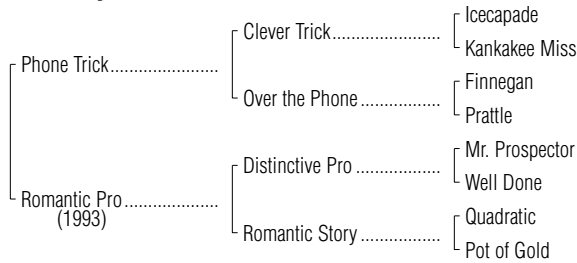 Icecapade
Clever Trick....................
Kankakee Miss
Phone Trick.....................
Finnegan
Over the Phone ...............
Prattle
Mr. Prospector
Distinctive Pro ................
Well Done
Romantic Pro..................
(1993)
Quadratic
Romantic Story ...............
Pot of Gold